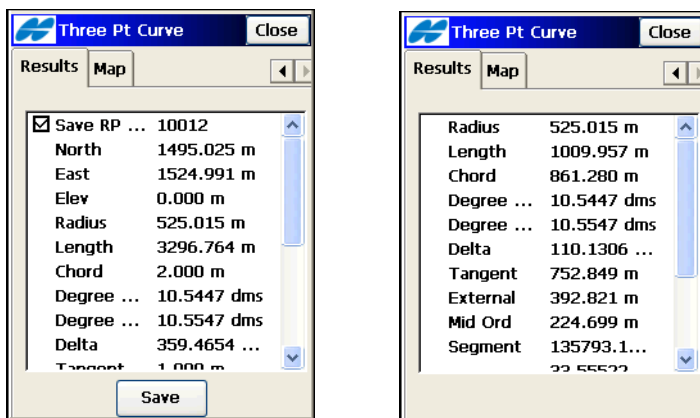 Three Pt Curve Close
Results Map
Save RP ... 10012
North 1495.025 m
East 1524.991 m
Elev 0.000 m
Radius 525.015 m
Length 3296.764 m
Chord 2.000 m
Degree ... 10.5447 dms
Degree ... 10.5547 dms
Delta 359.4654 ...
Tangent 1.000 m
Save
Three Pt Curve Close
Results Map
Radius 525.015 m
Length 1009.957 m
Chord 861.280 m
Degree ... 10.5447 dms
Degree ... 10.5547 dms
Delta 110.1306 ...
Tangent 752.849 m
External 392.821 m
Mid Ord 224.699 m
Segment 135793.1...